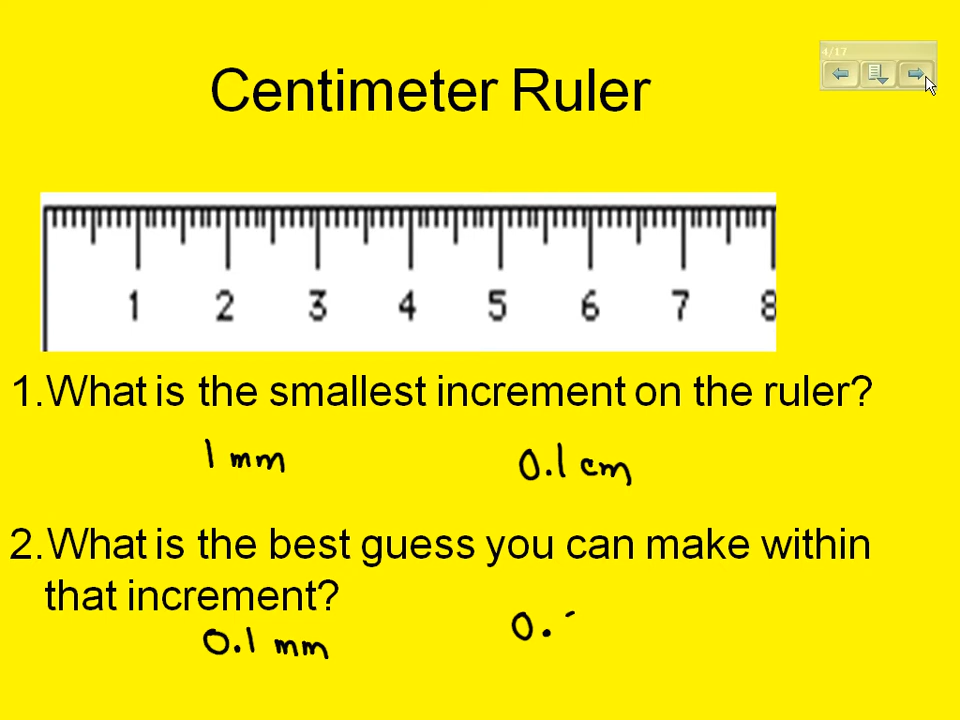 4/17
Centimeter Ruler
1 2 3 4 5 6 7 8
1.What is the smallest increment on the ruler?
1 mm 0.1 cm
2.What is the best guess you can make within
that increment?
0.1 mm 0.